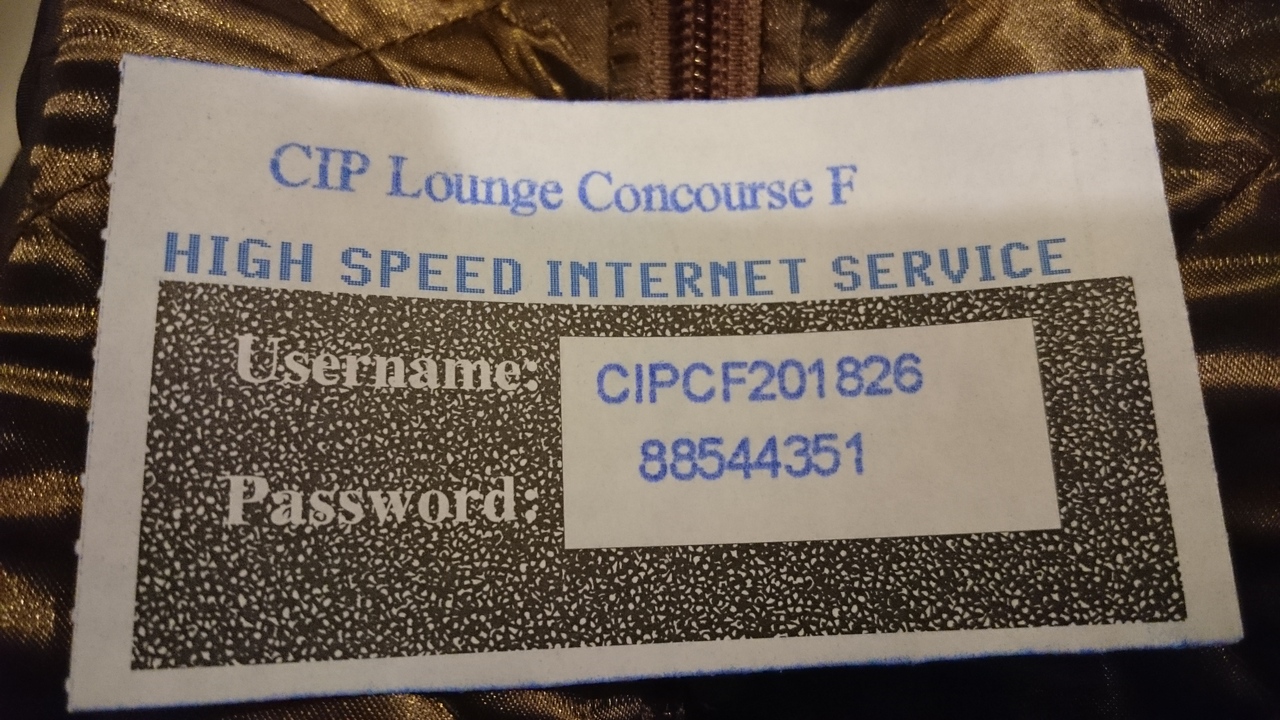 CIP Lounge Concourse F
HIGH SPEED INTERNET SERVICE
Username: CIPCF201826
Password: 88544351